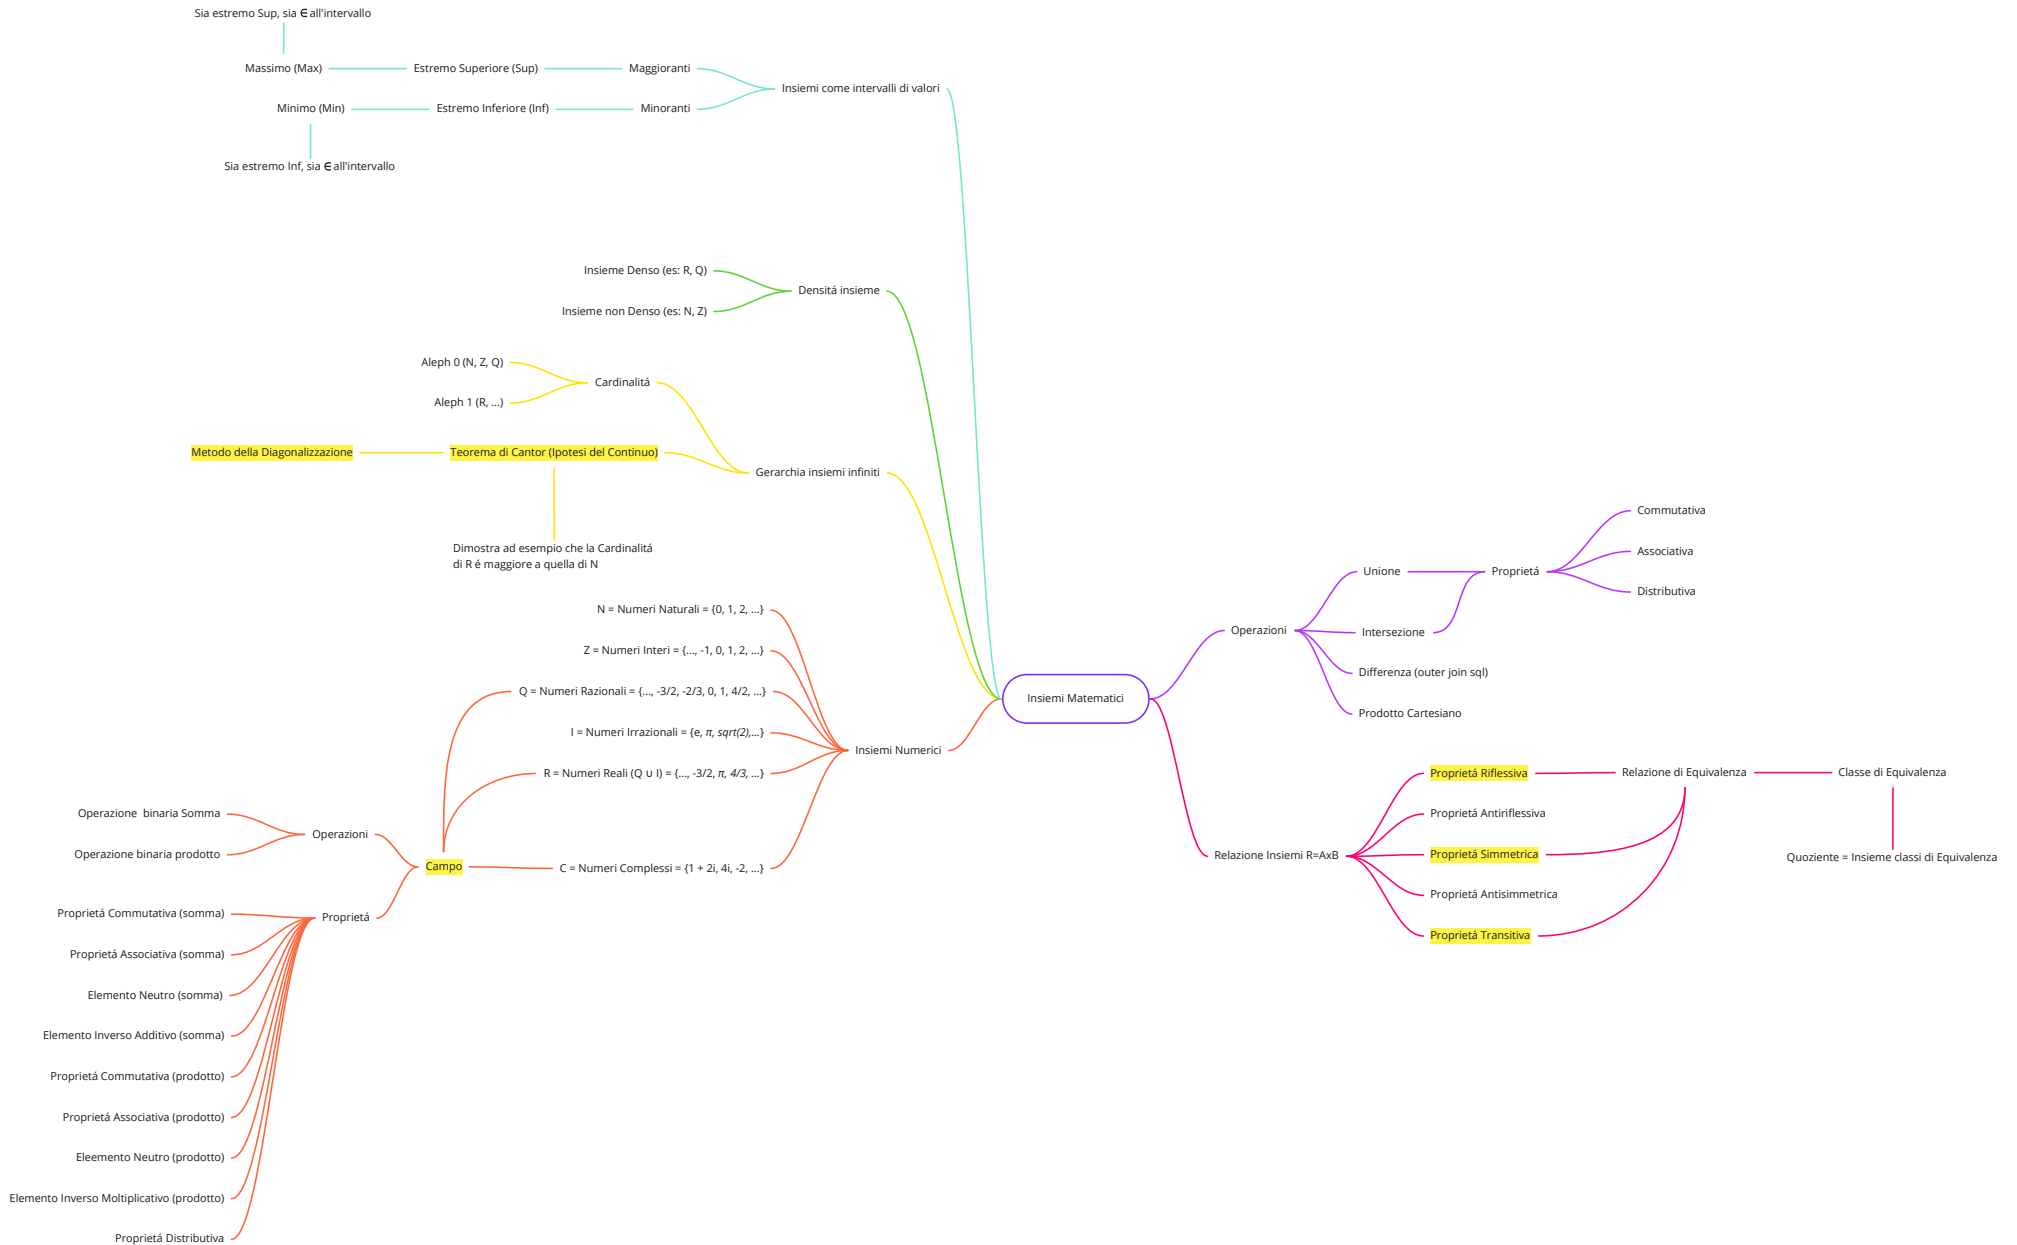 Sia estremo Sup, sia ∈ all'intervallo
Massimo (Max)
Estremo Superiore (Sup)
Maggioranti
Insiemi come intervalli di valori
Minimo (Min)
Estremo Inferiore (Inf)
Minoranti
Sia estremo Inf, sia ∈ all'intervallo
Insieme Denso (es: R, Q)
Densitá insieme
Insieme non Denso (es: N, Z)
Aleph 0 (N, Z, Q)
Cardinalitá
Aleph 1 (R, ...)
Metodo della Diagonalizzazione
Teorema di Cantor (Ipotesi del Continuo)
Gerarchia insiemi infiniti
Dimostra ad esempio che la Cardinalitá
di R é maggiore a quella di N
N = Numeri Naturali = {0, 1, 2, ...}
Z = Numeri Interi = {..., -1, 0, 1, 2, ...}
Q = Numeri Razionali = {..., -3/2, -2/3, 0, 1, 4/2, ...}
I = Numeri Irrazionali = {e, π, sqrt(2),...}
Insiemi Numerici
R = Numeri Reali (Q ∪ I) = {..., -3/2, π, 4/3, ...}
C = Numeri Complessi = {1 + 2i, 4i, -2, ...}
Campo
Operazione  binaria Somma
Operazioni
Operazione binaria prodotto
Proprietá Commutativa (somma)
Proprietá
Proprietá Associativa (somma)
Elemento Neutro (somma)
Elemento Inverso Additivo (somma)
Proprietá Commutativa (prodotto)
Proprietá Associativa (prodotto)
Eleemento Neutro (prodotto)
Elemento Inverso Moltiplicativo (prodotto)
Proprietá Distributiva
Insiemi Matematici
Operazioni
Unione
Proprietá
Commutativa
Associativa
Distributiva
Intersezione
Differenza (outer join sql)
Prodotto Cartesiano
Relazione Insiemi R=AxB
Proprietá Riflessiva
Relazione di Equivalenza
Classe di Equivalenza
Proprietá Antiriflessiva
Proprietá Simmetrica
Quoziente = Insieme classi di Equivalenza
Proprietá Antisimmetrica
Proprietá Transitiva